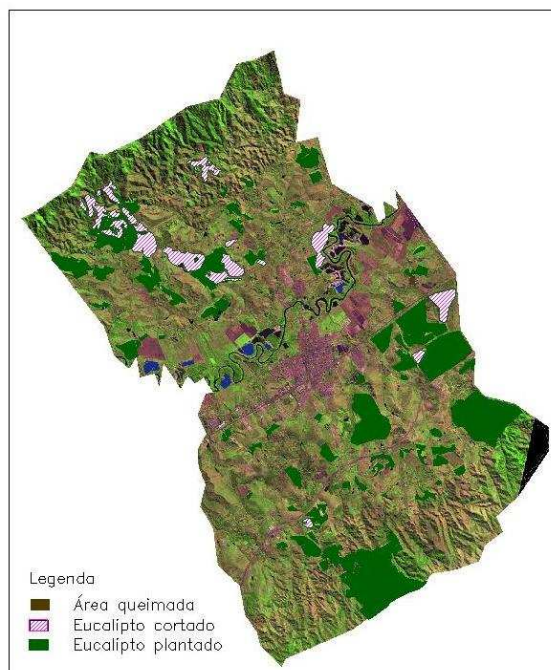 Legenda
Área queimada
Eucalipto cortado
Eucalipto plantado